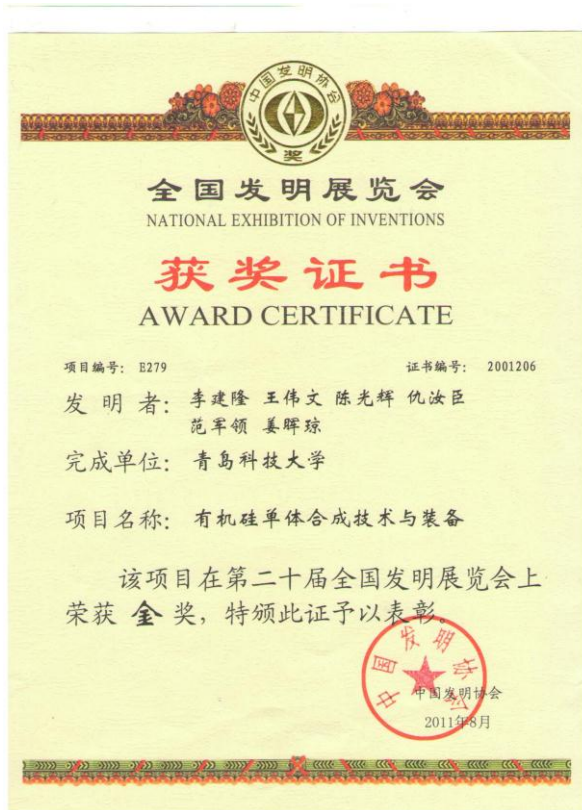 中国发明协会
奖
全国发明展览会
NATIONAL EXHIBITION OF INVENTIONS
获奖证书
AWARD CERTIFICATE
项目编号: E279 证书编号: 2001206
发明者: 李建隆 王伟文 陈光辉 仇汝臣
范军领 姜晖琼
完成单位: 青岛科技大学
项目名称: 有机硅单体合成技术与装备
该项目在第二十届全国发明展览会上
荣获 金 奖, 特颁此证予以表彰。
中国发明协会
中国发明协会
2011年8月